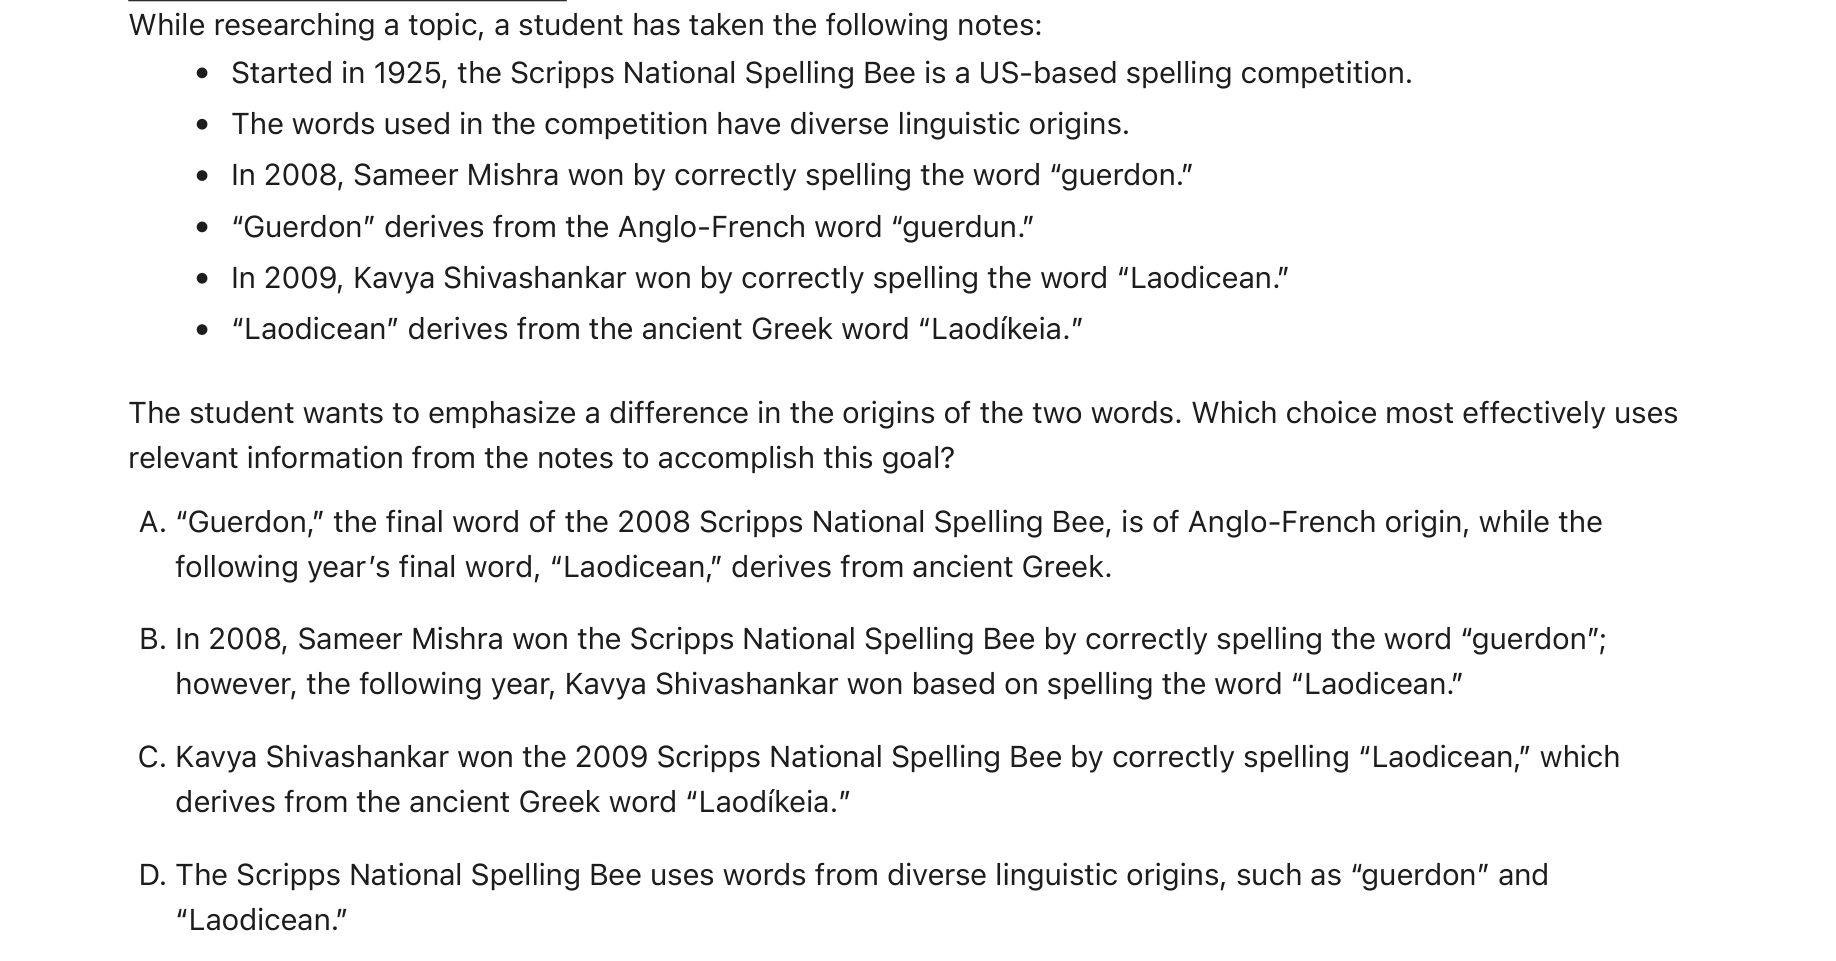 While researching a topic, a student has taken the following notes:
• Started in 1925, the Scripps National Spelling Bee is a US-based spelling competition.
• The words used in the competition have diverse linguistic origins.
• In 2008, Sameer Mishra won by correctly spelling the word “guerdon.”
• “Guerdon” derives from the Anglo-French word “guerdun.”
• In 2009, Kavya Shivashankar won by correctly spelling the word “Laodicean.”
• “Laodicean” derives from the ancient Greek word “Laodíkeia.”
The student wants to emphasize a difference in the origins of the two words. Which choice most effectively uses
relevant information from the notes to accomplish this goal?
A. “Guerdon,” the final word of the 2008 Scripps National Spelling Bee, is of Anglo-French origin, while the
following year’s final word, “Laodicean,” derives from ancient Greek.
B. In 2008, Sameer Mishra won the Scripps National Spelling Bee by correctly spelling the word “guerdon”;
however, the following year, Kavya Shivashankar won based on spelling the word “Laodicean.”
C. Kavya Shivashankar won the 2009 Scripps National Spelling Bee by correctly spelling “Laodicean,” which
derives from the ancient Greek word “Laodíkeia.”
D. The Scripps National Spelling Bee uses words from diverse linguistic origins, such as “guerdon” and
“Laodicean.”